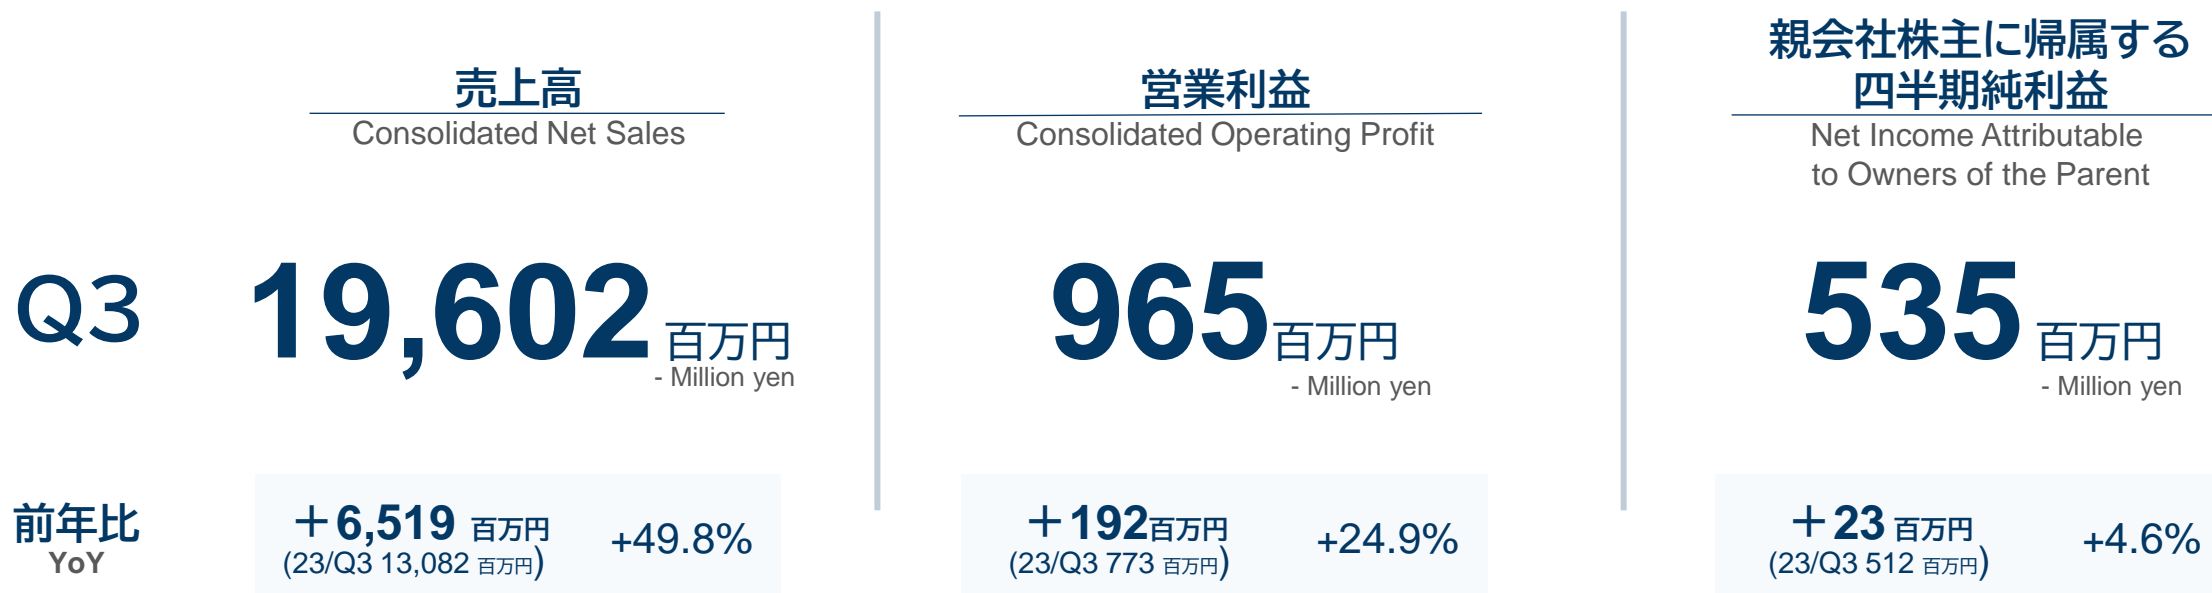 売上高
Consolidated Net Sales
営業利益
Consolidated Operating Profit
親会社株主に帰属する
四半期純利益
Net Income Attributable
to Owners of the Parent
Q3
19,602 百万円
- Million yen
965百万円
- Million yen
535 百万円
- Million yen
前年比
YoY
＋6,519 百万円
(23/Q3 13,082 百万円)
+49.8%
＋192百万円
(23/Q3 773 百万円)
+24.9%
＋23 百万円
(23/Q3 512 百万円)
+4.6%